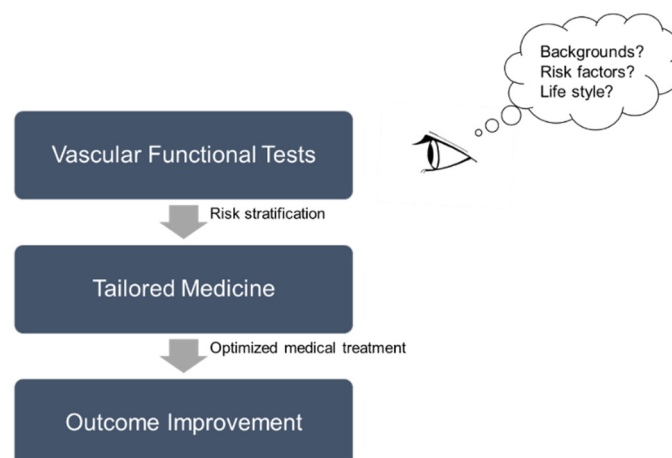 Backgrounds?
Risk factors?
Life style?
Vascular Functional Tests
Risk stratification
Tailored Medicine
Optimized medical treatment
Outcome Improvement